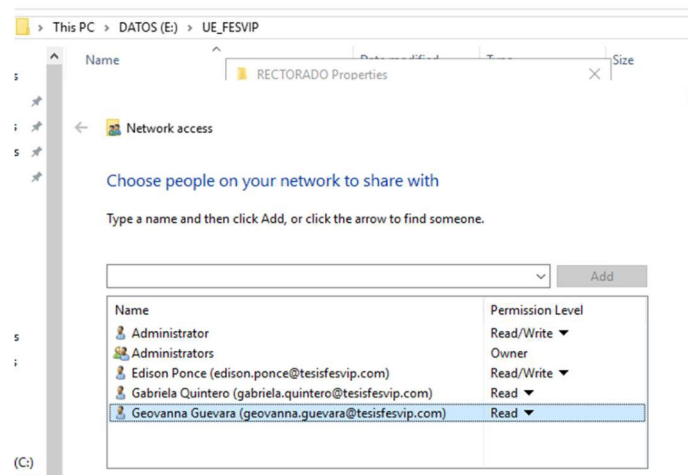 This PC > DATOS (E:) > UE_FESVIP
Name Date modified Type Size
RECTORADO Properties
s
s
s
Network access
Choose people on your network to share with
Type a name and then click Add, or click the arrow to find someone.
Add
Name Permission Level
Administrator Read/Write
Administrators Owner
Edison Ponce (edison.ponce@tesisfesvip.com) Read/Write
Gabriela Quintero (gabriela.quintero@tesisfesvip.com) Read
Geovanna Guevara (geovanna.guevara@tesisfesvip.com) Read
s
(C:)